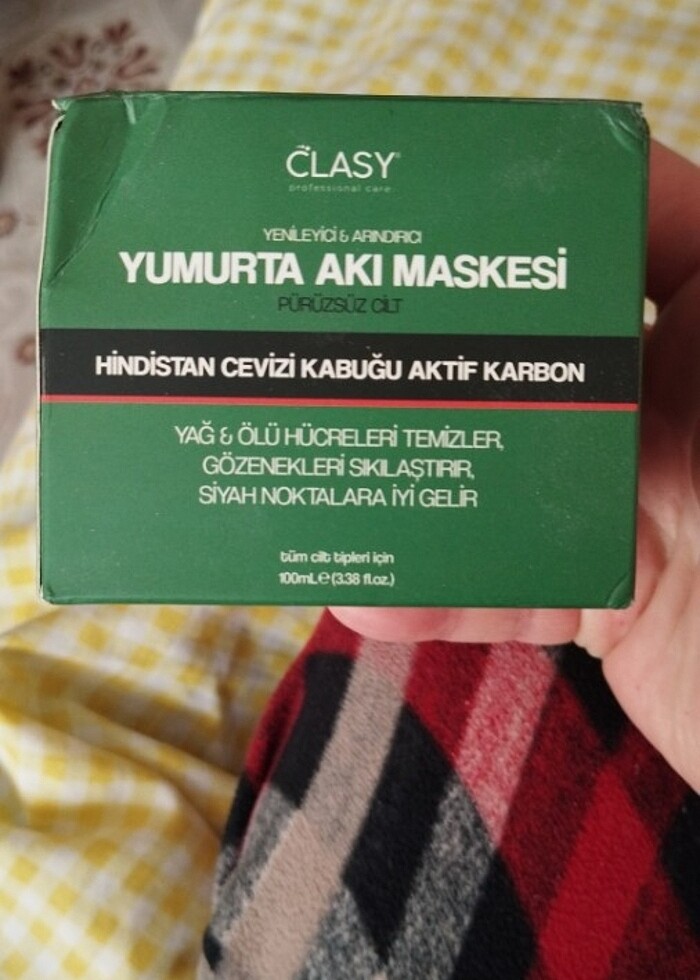 CLASY®
professional care
YENİLEYİCİ & ARINDIRICI
YUMURTA AKI MASKESİ
PÜRÜZSÜZ CİLT
HİNDİSTAN CEVİZİ KABUĞU AKTİF KARBON
YAĞ & ÖLÜ HÜCRELERİ TEMİZLER,
GÖZENEKLERİ SIKILAŞTIRIR,
SİYAH NOKTALARA İYİ GELİR
tüm cilt tipleri için
100mL℮(3.38 fl.oz.)